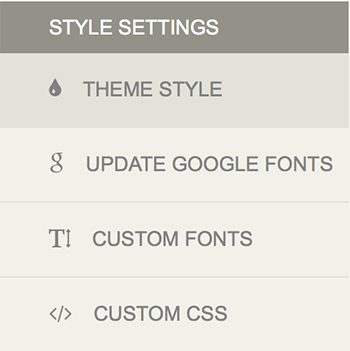 STYLE SETTINGS
THEME STYLE
g UPDATE GOOGLE FONTS
T CUSTOM FONTS
</> CUSTOM CSS